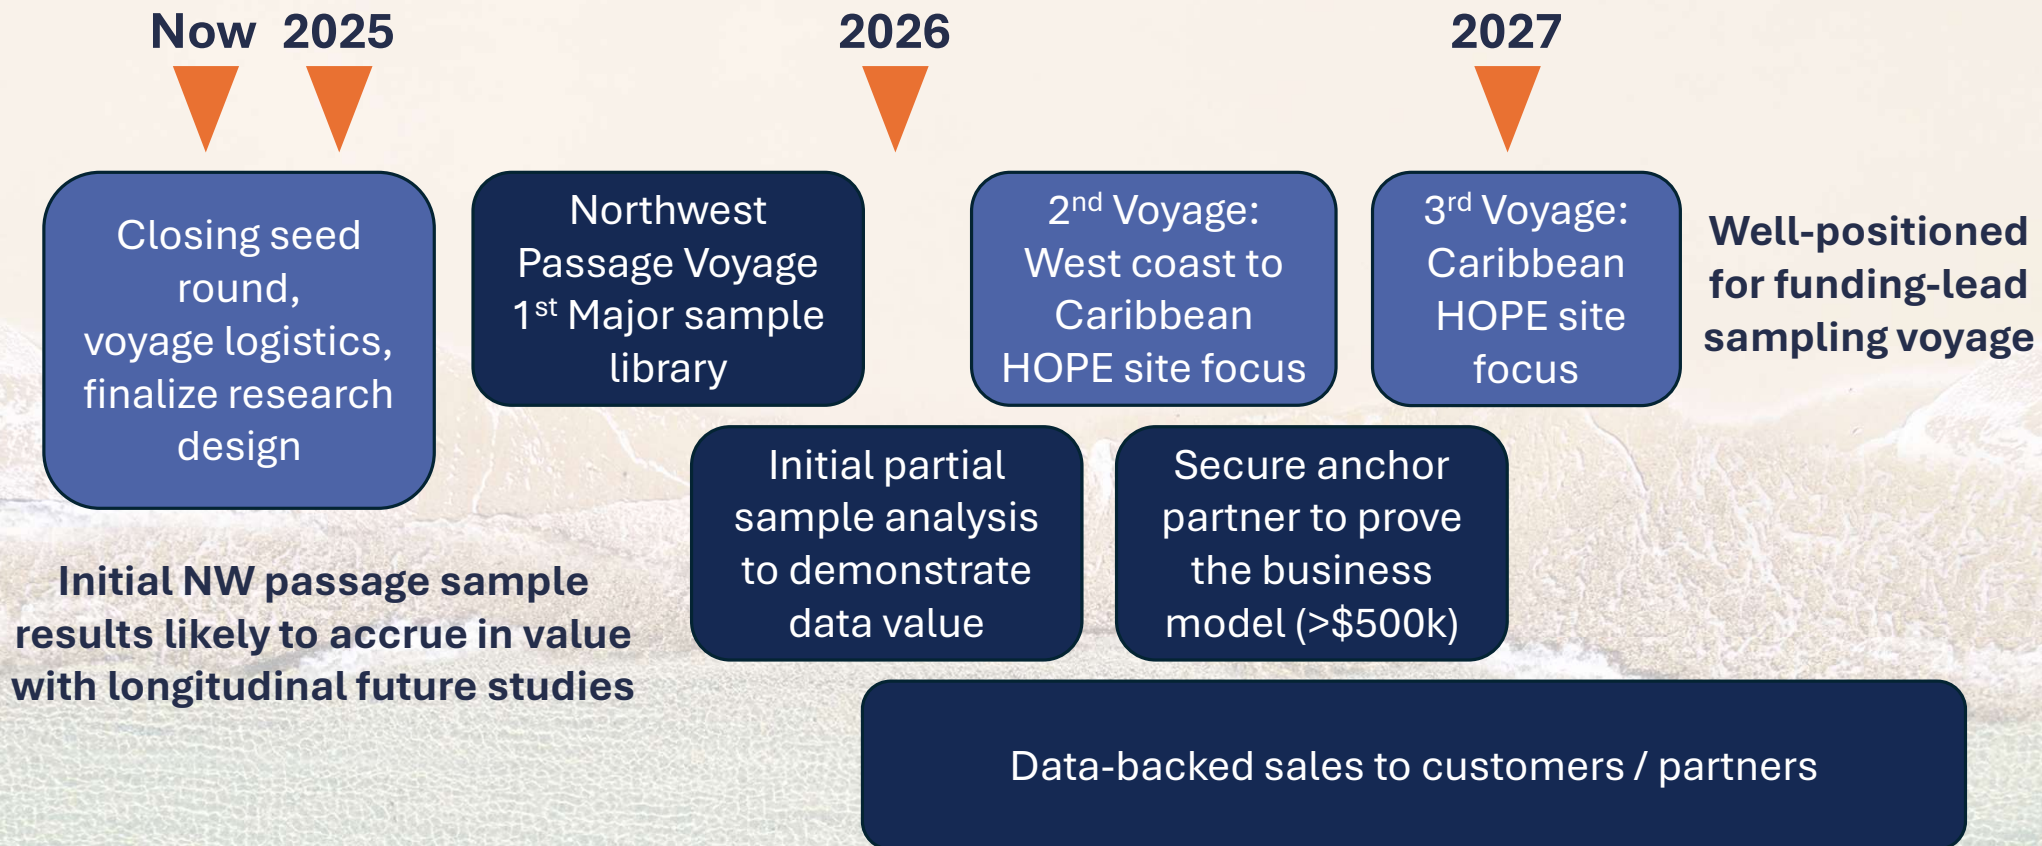 Now 2025 2026 2027
Closing seed
round,
voyage logistics,
finalize research
design
Northwest
Passage Voyage
1st Major sample
library
2nd Voyage:
West coast to
Caribbean
HOPE site focus
3rd Voyage:
Caribbean
HOPE site
focus
Well-positioned
for funding-lead
sampling voyage
Initial partial
sample analysis
to demonstrate
data value
Secure anchor
partner to prove
the business
model (>$500k)
Initial NW passage sample
results likely to accrue in value
with longitudinal future studies
Data-backed sales to customers / partners